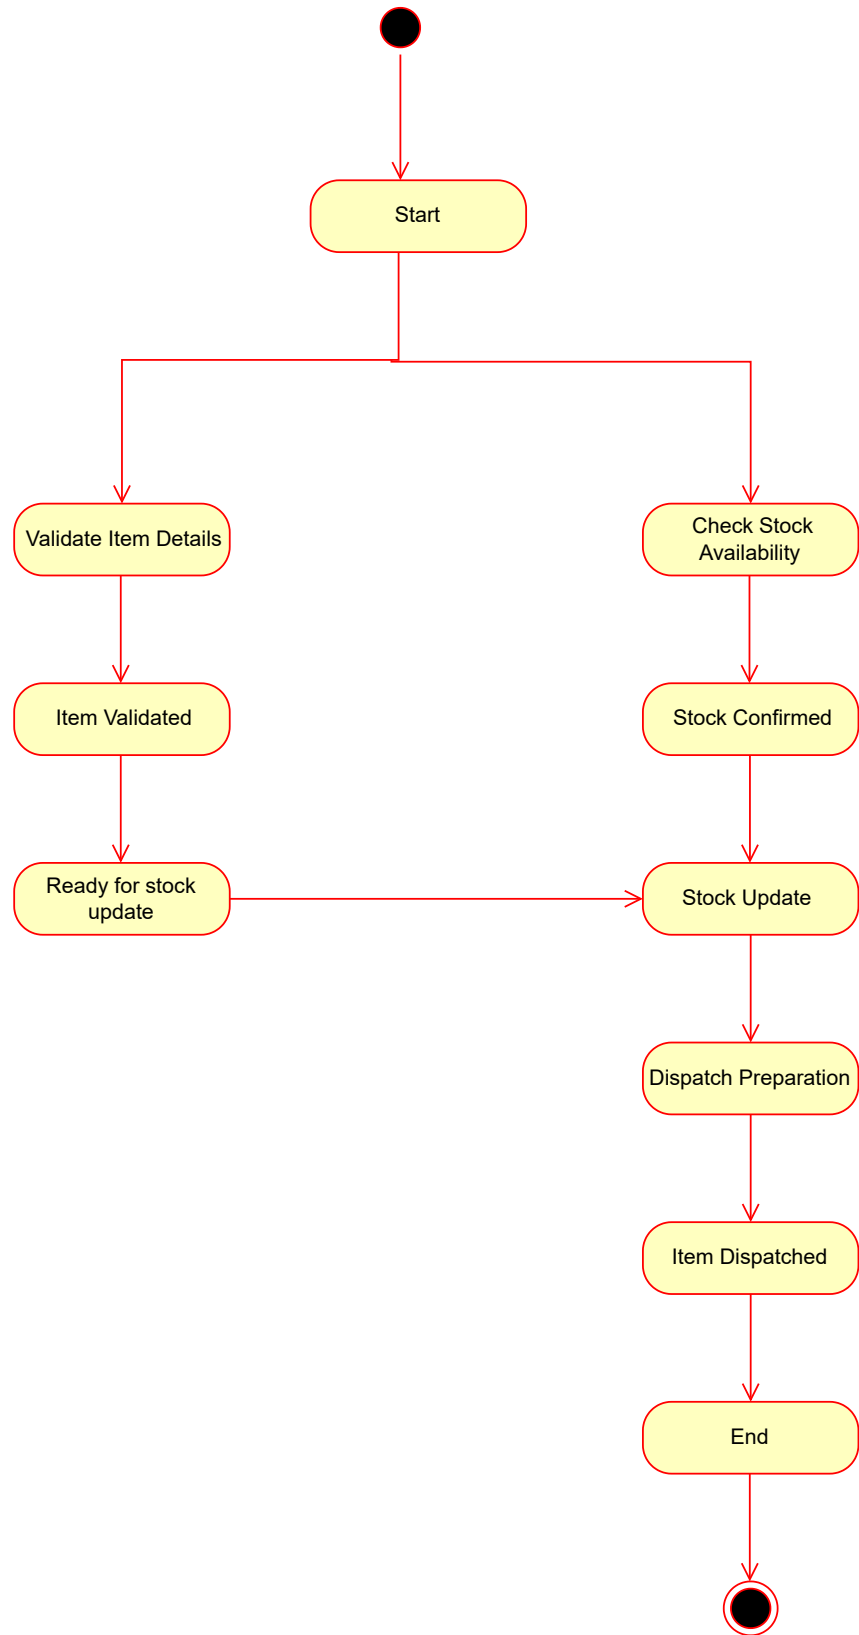 Start
Validate Item Details
Check Stock
Availability
Item Validated
Stock Confirmed
Ready for stock
update
Stock Update
Dispatch Preparation
Item Dispatched
End